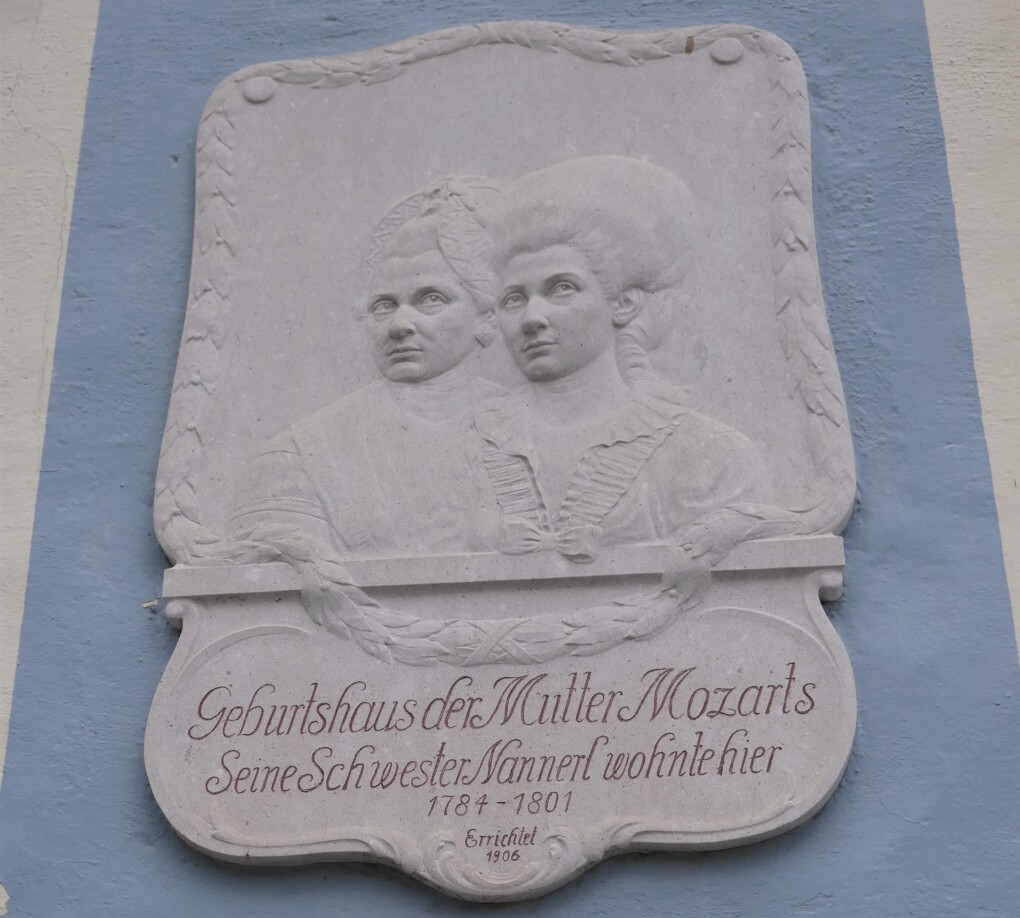 Geburtshaus der Mutter Mozarts
Seine Schwester Nannerl wohnte hier
1784 - 1801
Errichtet
1906